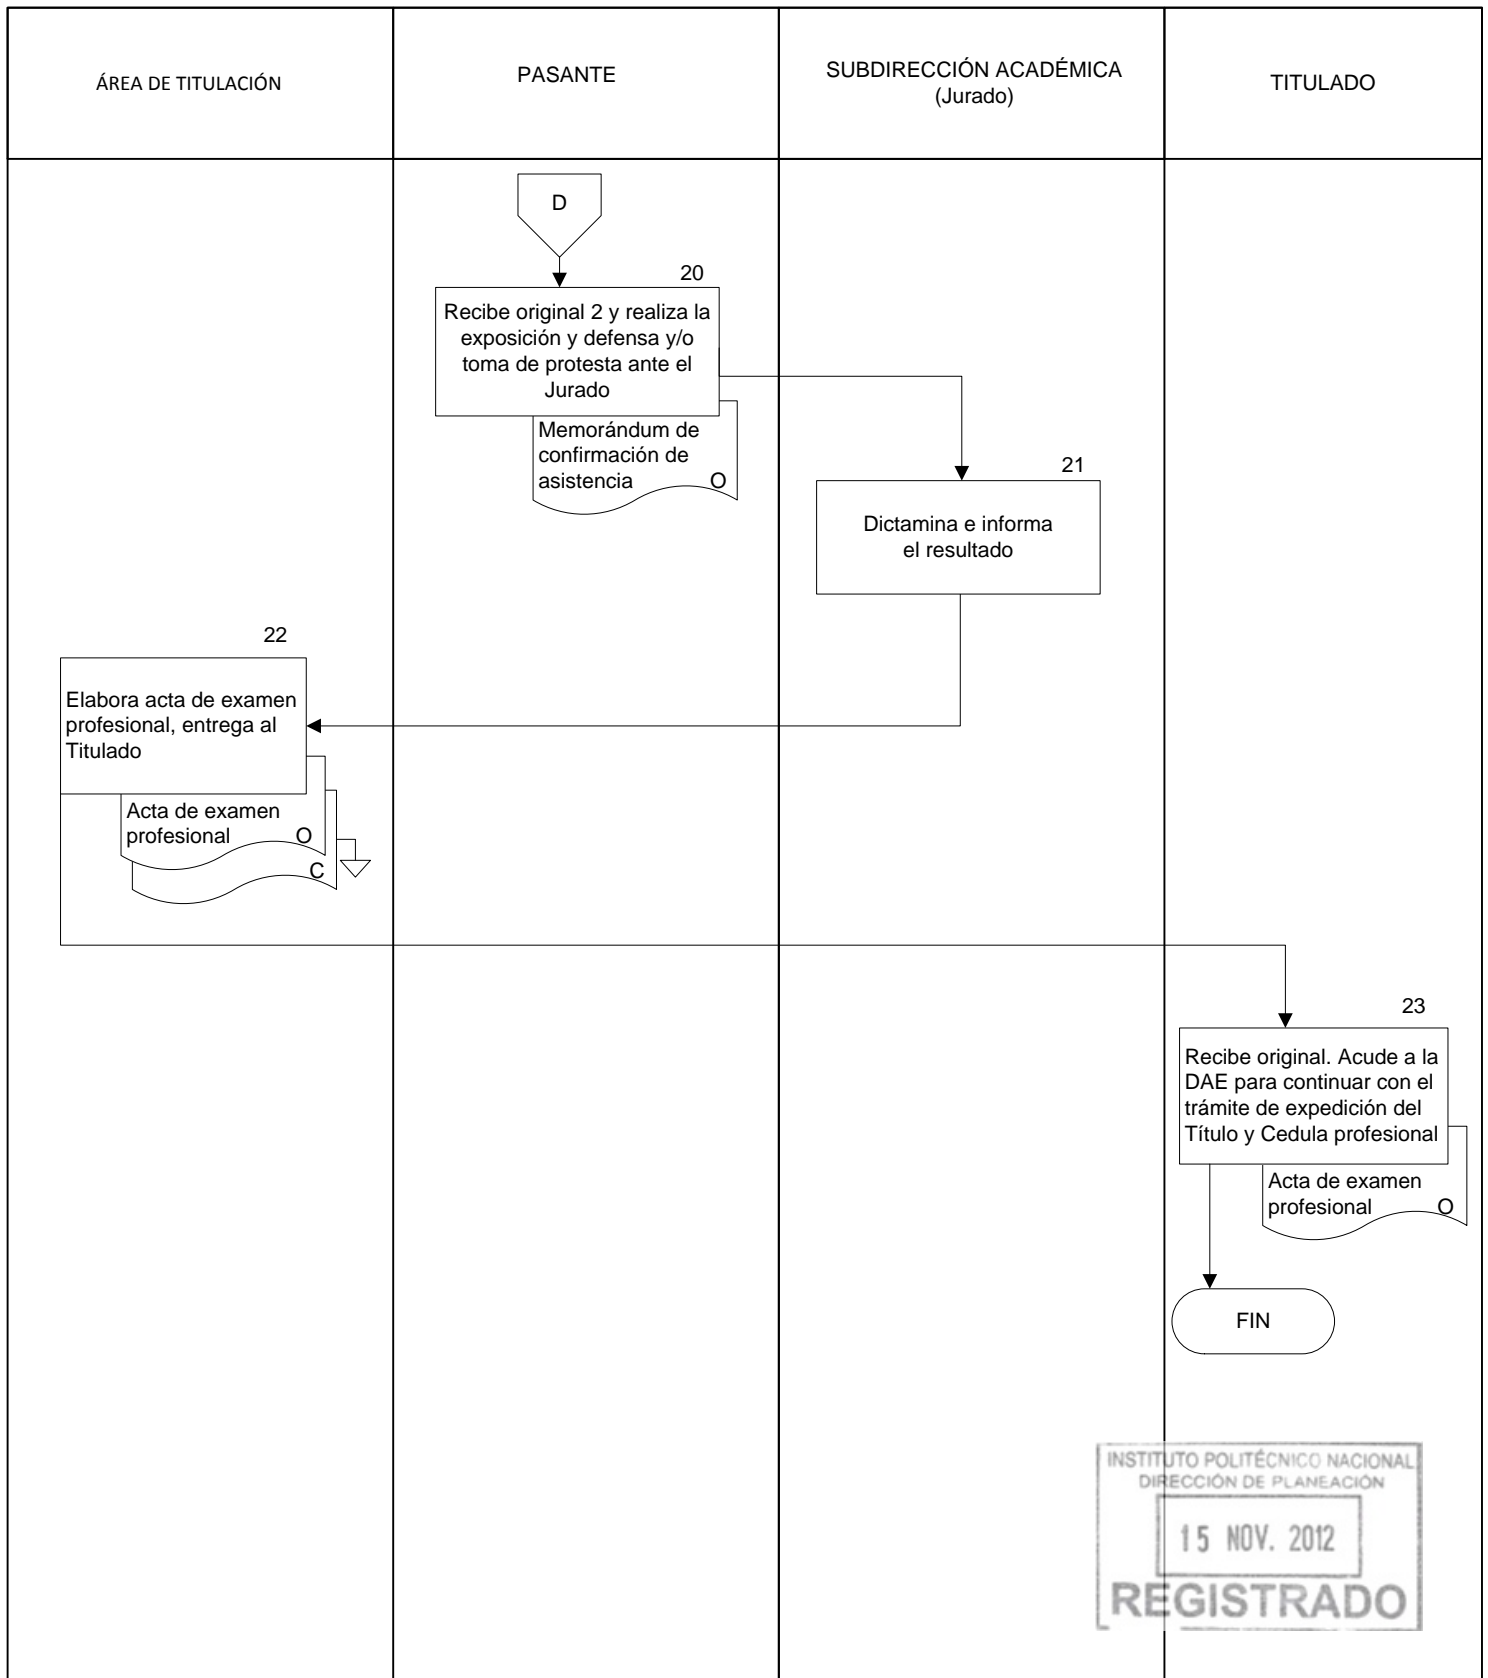 ÁREA DE TITULACIÓN
PASANTE
SUBDIRECCIÓN ACADÉMICA
(Jurado)
TITULADO
D
20
Recibe original 2 y realiza la
exposición y defensa y/o
toma de protesta ante el
Jurado
Memorándum de
confirmación de
asistencia
O
21
Dictamina e informa
el resultado
22
Elabora acta de examen
profesional, entrega al
Titulado
Acta de examen
profesional
O
C
23
Recibe original. Acude a la
DAE para continuar con el
trámite de expedición del
Título y Cedula profesional
Acta de examen
profesional
O
FIN
INSTITUTO POLITÉCNICO NACIONAL
DIRECCIÓN DE PLANEACIÓN
15 NOV. 2012
REGISTRADO